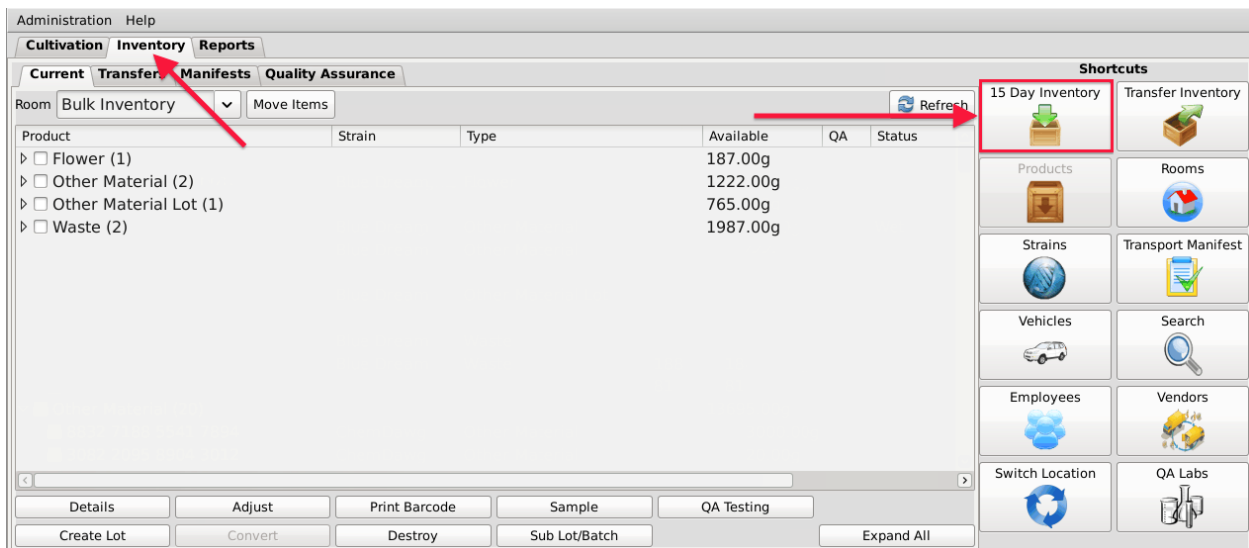 Administration Help
Cultivation Inventory Reports
Current Transfers Manifests Quality Assurance
Shortcuts
Room Bulk Inventory Move Items Refresh
15 Day Inventory Transfer Inventory
Product Strain Type Available QA Status
Flower (1) 187.00g
Other Material (2) 1222.00g
Other Material Lot (1) 765.00g
Waste (2) 1987.00g
Products Rooms
Strains Transport Manifest
Vehicles Search
Employees Vendors
Switch Location QA Labs
Details Adjust Print Barcode Sample QA Testing
Create Lot Convert Destroy Sub Lot/Batch Expand All